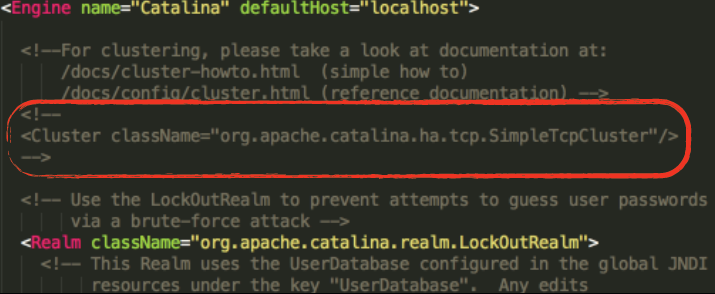 <Engine name="Catalina" defaultHost="localhost">
<!--For clustering, please take a look at documentation at:
/docs/cluster-howto.html  (simple how to)
/docs/config/cluster.html (reference documentation) -->
<!--
<Cluster className="org.apache.catalina.ha.tcp.SimpleTcpCluster"/>
-->
<!-- Use the LockOutRealm to prevent attempts to guess user passwords
via a brute-force attack -->
<Realm className="org.apache.catalina.realm.LockOutRealm">
<!-- This Realm uses the UserDatabase configured in the global JNDI
resources under the key "UserDatabase".  Any edits